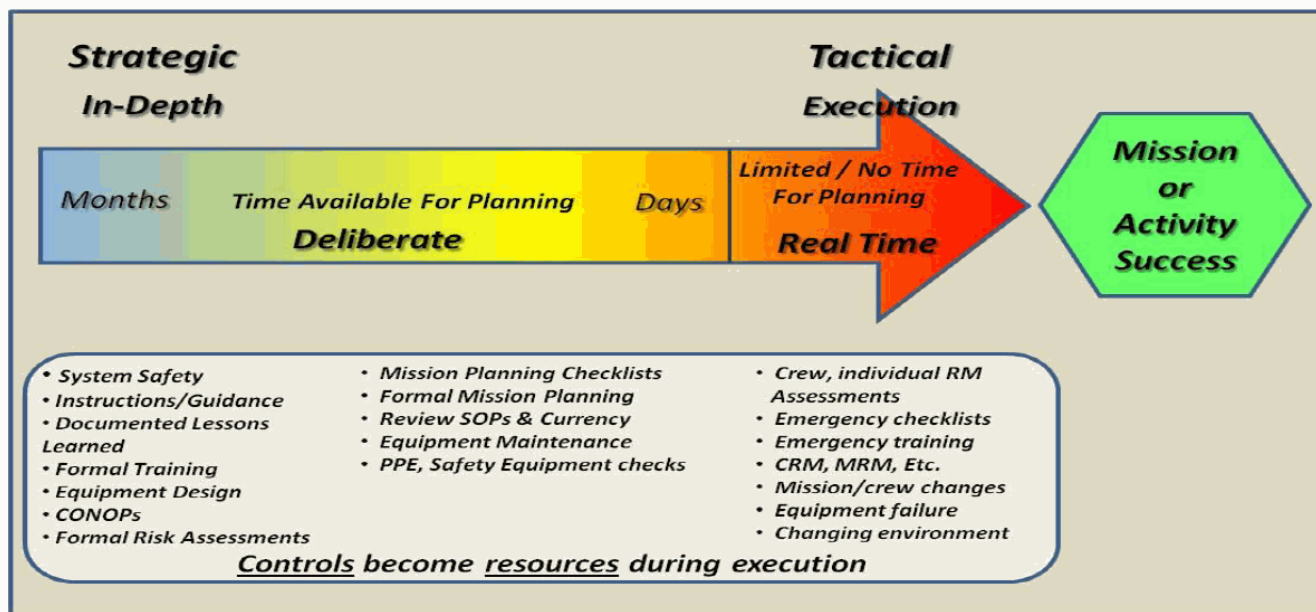 Strategic
In-Depth
Tactical
Execution
Months
Time Available For Planning
Deliberate
Days
Limited / No Time
For Planning
Real Time
Mission
or
Activity
Success
• System Safety
• Instructions/Guidance
• Documented Lessons
Learned
• Formal Training
• Equipment Design
• CONOPs
• Formal Risk Assessments
• Mission Planning Checklists
• Formal Mission Planning
• Review SOPs & Currency
• Equipment Maintenance
• PPE, Safety Equipment checks
• Crew, individual RM
Assessments
• Emergency checklists
• Emergency training
• CRM, MRM, Etc.
• Mission/crew changes
• Equipment failure
• Changing environment
Controls become resources during execution